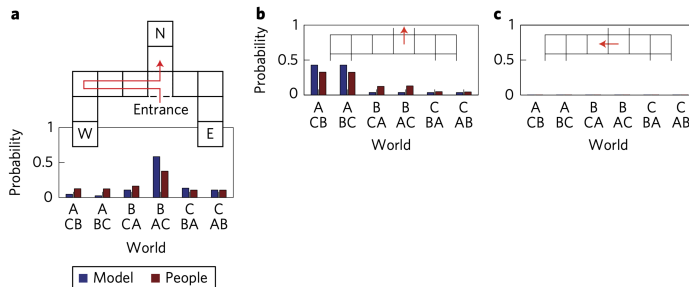 a
N
Entrance
W
E
Probability
1
0.5
0
A B B C C
A A B B C C
CB BC CA AC BA AB
World
Model People
b
Probability
1
0.5
0
A A B B C C
CB BC CA AC BA AB
World
c
1
0.5
0
A A B B C C
CB BC CA AC BA AB
World